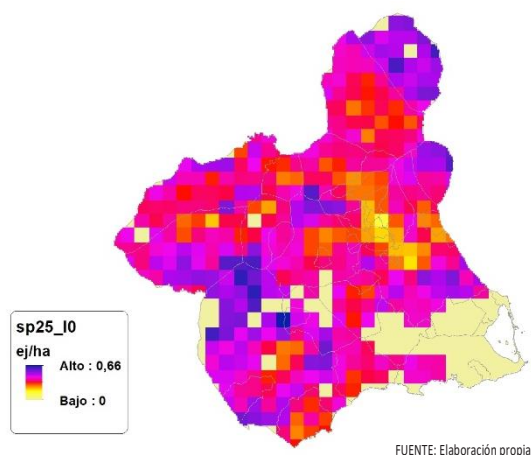 sp25_I0
ej/ha
Alto : 0,66
Bajo : 0
FUENTE: Elaboración propia